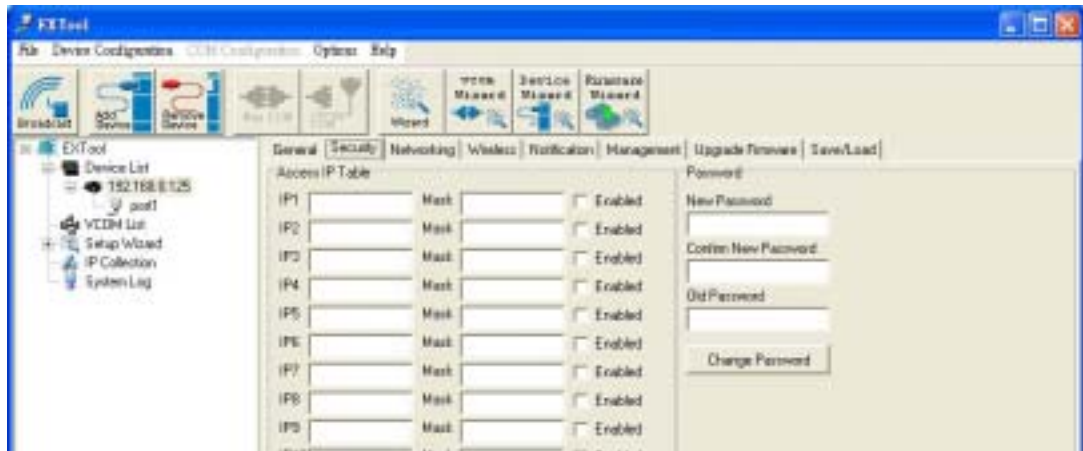 EXTool
File Device Configuration COM Configuration Options Help
Broadcast Add Device Remove Device Wizard VCOM Wizard Device Wizard Firmware Wizard
General Security Networking Wireless Notification Management Upgrade Firmware Save/Load
EXTool
Device List
192.168.0.125
port1
VCOM List
Setup Wizard
IP Collection
System Log
Access IP Table
IP1 Mask Enabled
IP2 Mask Enabled
IP3 Mask Enabled
IP4 Mask Enabled
IP5 Mask Enabled
IP6 Mask Enabled
IP7 Mask Enabled
IP8 Mask Enabled
IP9 Mask Enabled
Password
New Password
Confirm New Password
Old Password
Change Password